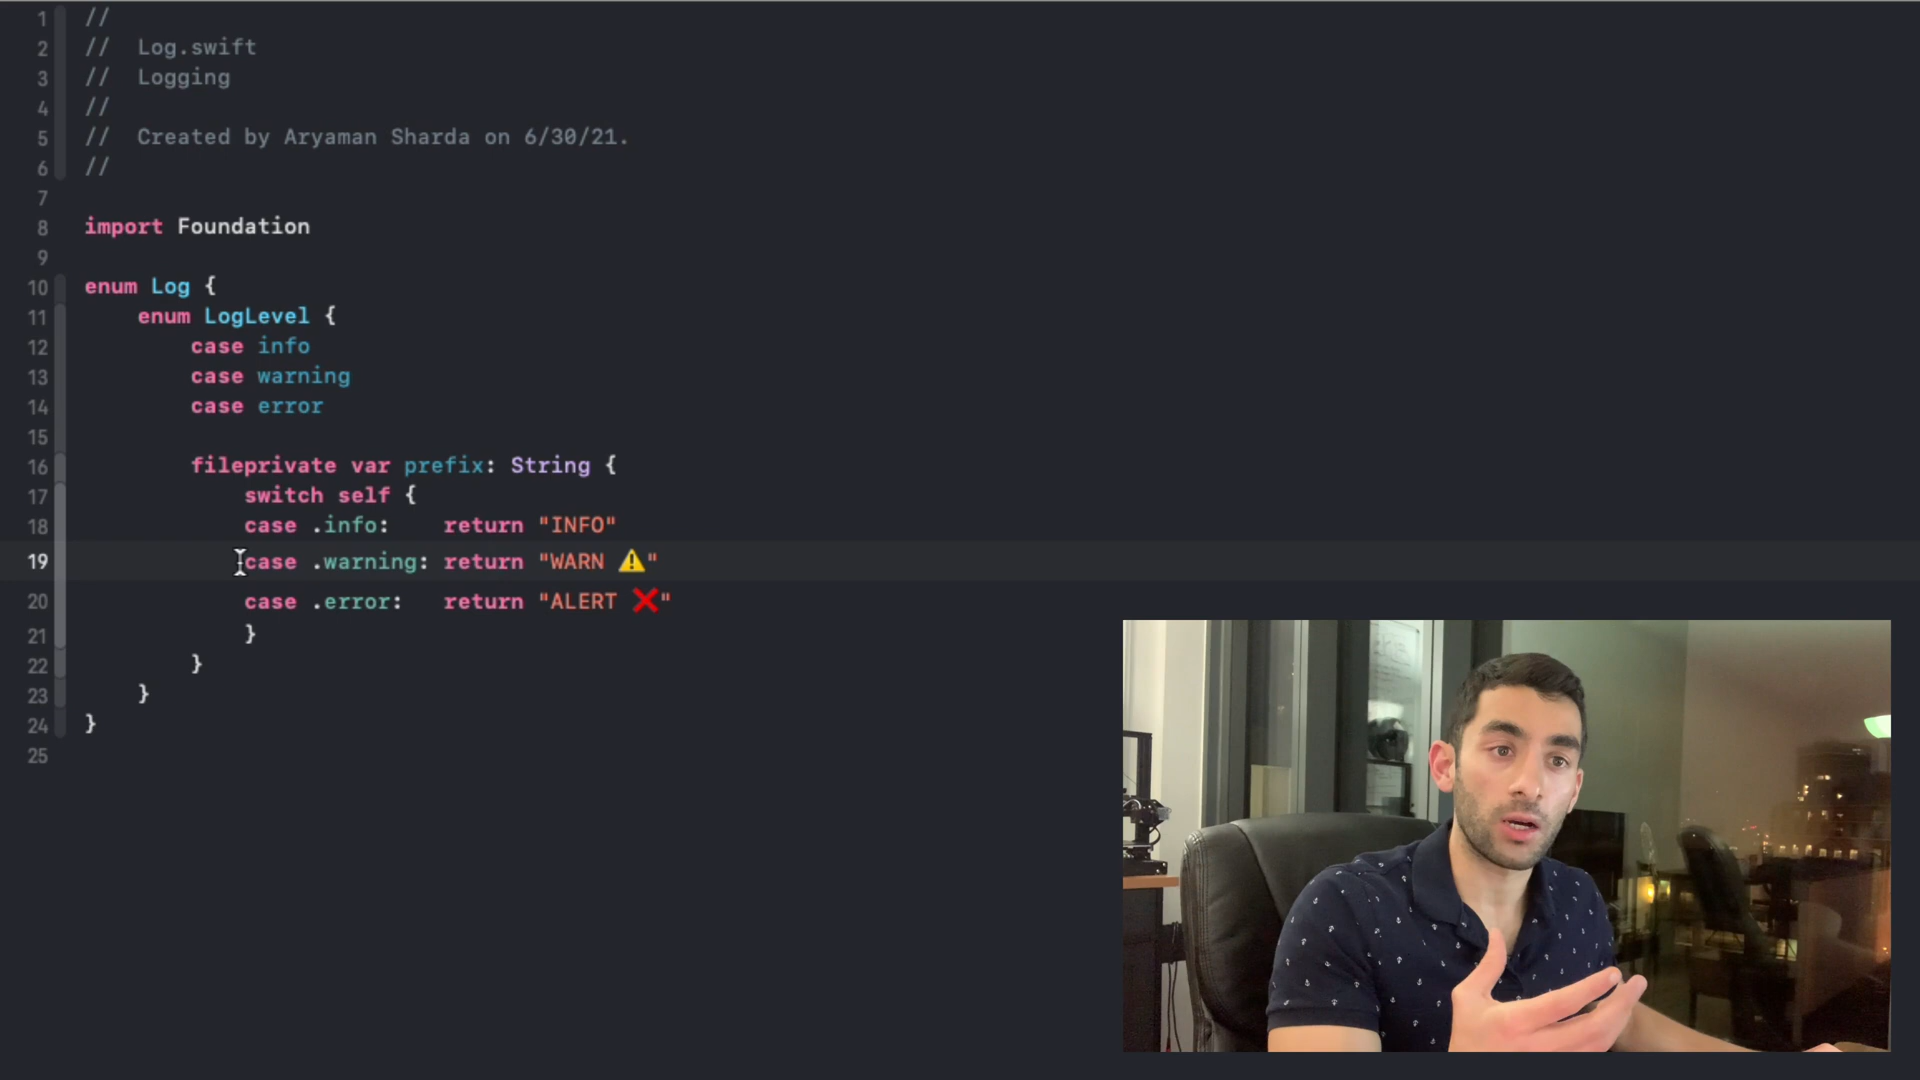 1 //
2 //  Log.swift
3 //  Logging
4 //
5 //  Created by Aryaman Sharda on 6/30/21.
6 //
7
8 import Foundation
9
10 enum Log {
11     enum LogLevel {
12         case info
13         case warning
14         case error
15
16         fileprivate var prefix: String {
17             switch self {
18             case .info:    return "INFO"
19             case .warning: return "WARN ⚠️"
20             case .error:   return "ALERT ❌"
21             }
22         }
23     }
24 }
25